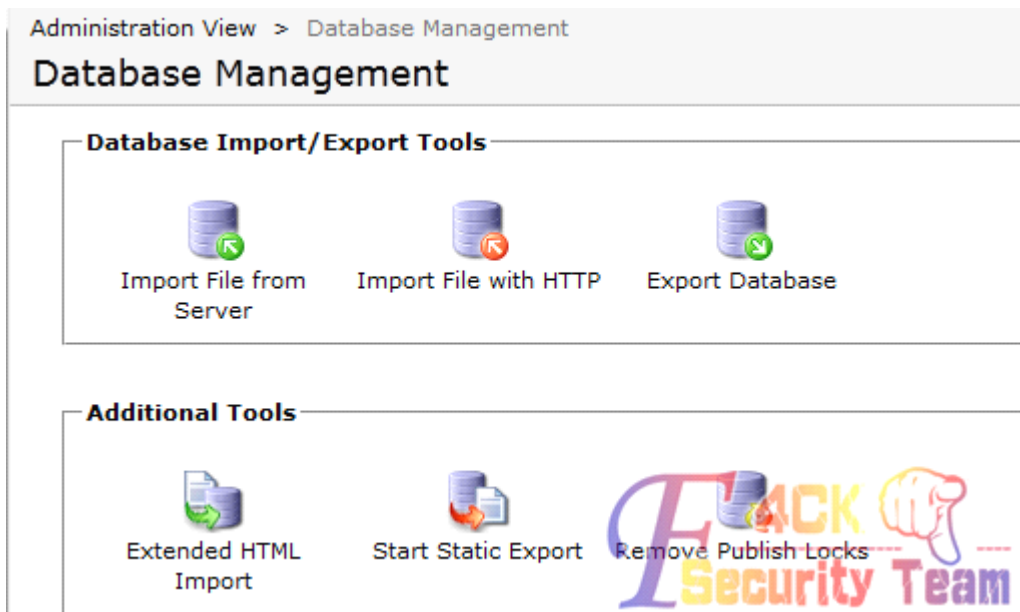 Administration View > Database Management
Database Management
Database Import/Export Tools
Import File from
Server
Import File with HTTP
Export Database
Additional Tools
Extended HTML
Import
Start Static Export
Remove Publish Locks
F4CK
Security Team